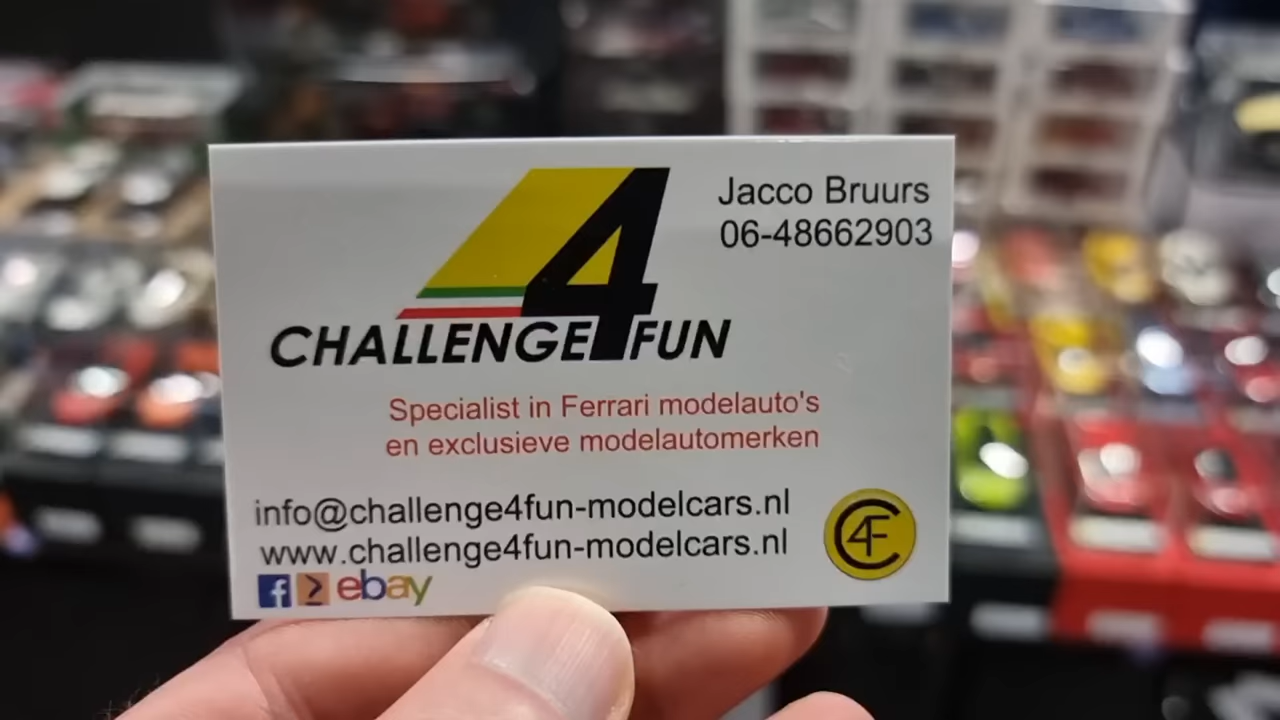 CHALLENGE4FUN
Jacco Bruurs
06-48662903
Specialist in Ferrari modelauto's
en exclusieve modelautomerken
info@challenge4fun-modelcars.nl
www.challenge4fun-modelcars.nl
f ebay
C4F